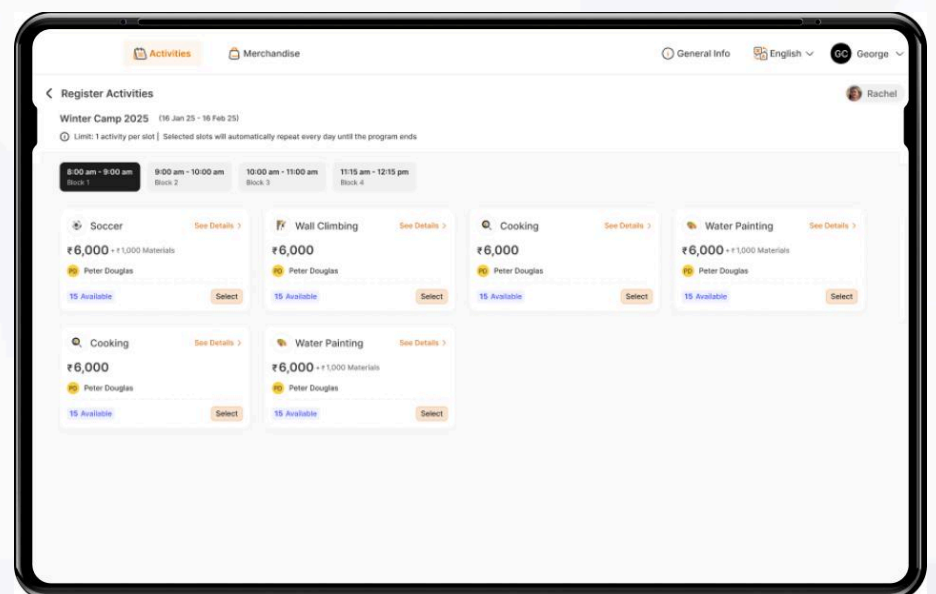 Activities Merchandise General Info English GC George
Register Activities Rachel
Winter Camp 2025 (16 Jan 25 - 16 Feb 25)
Limit: 1 activity per slot | Selected slots will automatically repeat every day until the program ends
8:00 am - 9:00 am 9:00 am - 10:00 am 10:00 am - 11:00 am 11:15 am - 12:15 pm
Block 1 Block 2 Block 3 Block 4
Soccer See Details Wall Climbing See Details Cooking See Details Water Painting See Details
₹6,000 + ₹1,000 Materials ₹6,000 ₹6,000 ₹6,000 + ₹1,000 Materials
PD Peter Douglas PD Peter Douglas PD Peter Douglas PD Peter Douglas
15 Available Select 15 Available Select 15 Available Select 15 Available Select
Cooking See Details Water Painting See Details
₹6,000 ₹6,000 + ₹1,000 Materials
PD Peter Douglas PD Peter Douglas
15 Available Select 15 Available Select